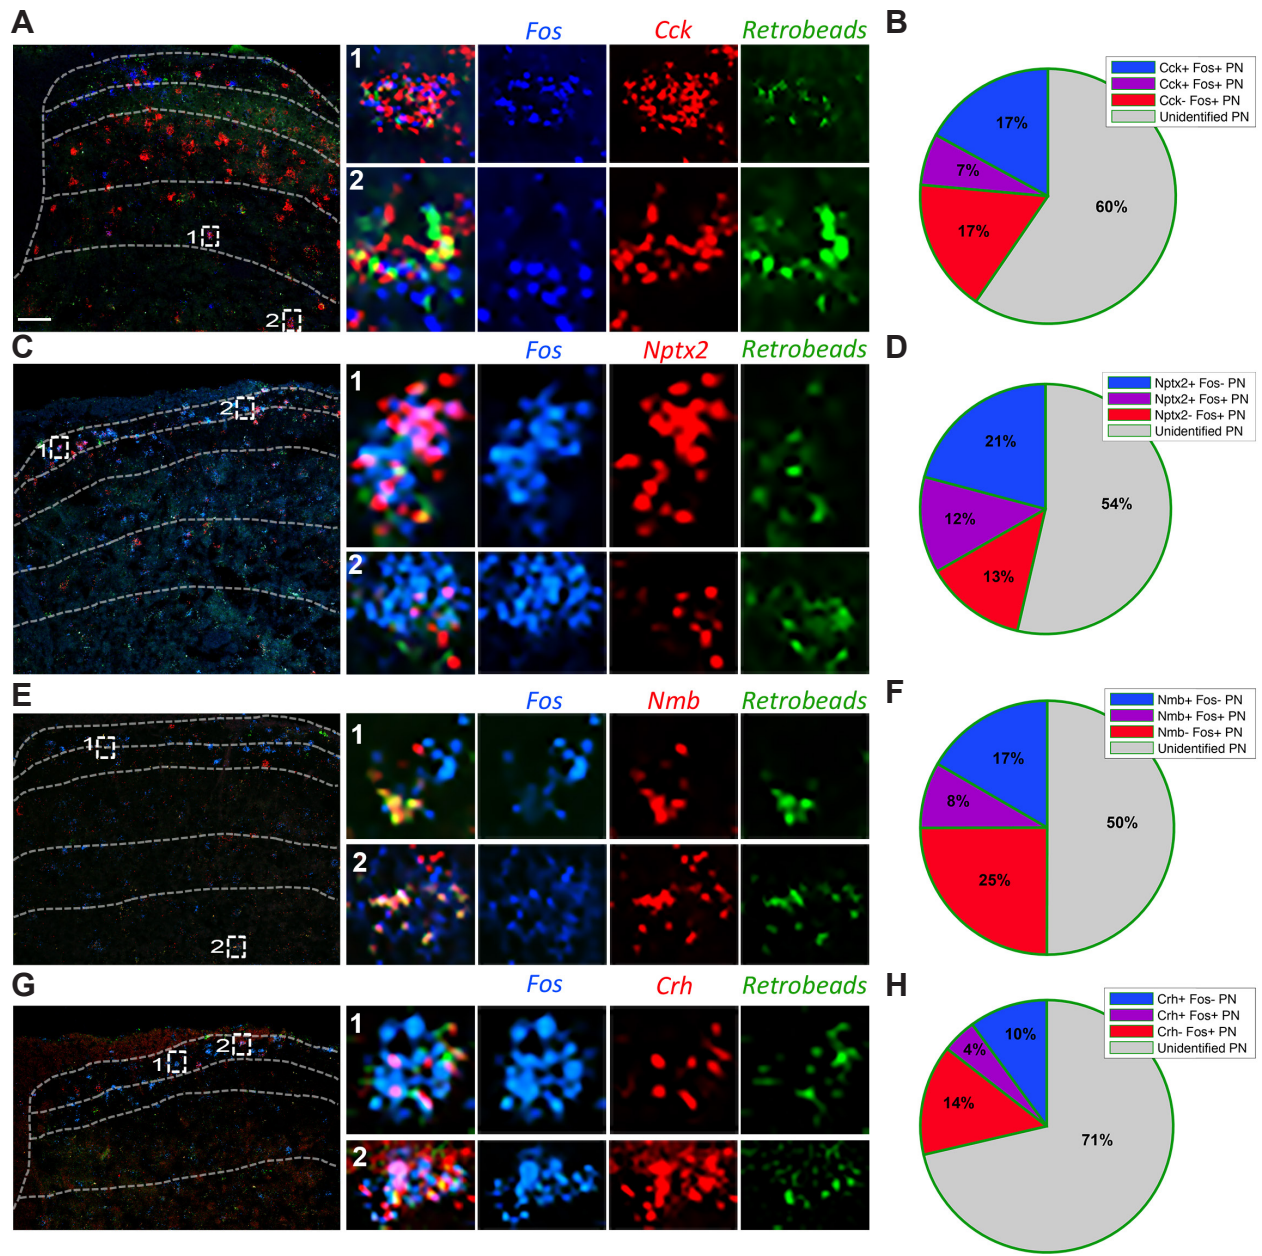 A
Fos
Cck
Retrobeads
B
1
2
1
2
Cck+ Fos+ PN
Cck+ Fos+ PN
Cck- Fos+ PN
Unidentified PN
17%
7%
17%
60%
C
Fos
Nptx2
Retrobeads
D
1
2
1
2
Nptx2+ Fos- PN
Nptx2+ Fos+ PN
Nptx2- Fos+ PN
Unidentified PN
21%
12%
13%
54%
E
Fos
Nmb
Retrobeads
F
1
2
1
2
Nmb+ Fos- PN
Nmb+ Fos+ PN
Nmb- Fos+ PN
Unidentified PN
17%
8%
25%
50%
G
Fos
Crh
Retrobeads
H
1
2
1
2
Crh+ Fos- PN
Crh+ Fos+ PN
Crh- Fos+ PN
Unidentified PN
10%
4%
14%
71%